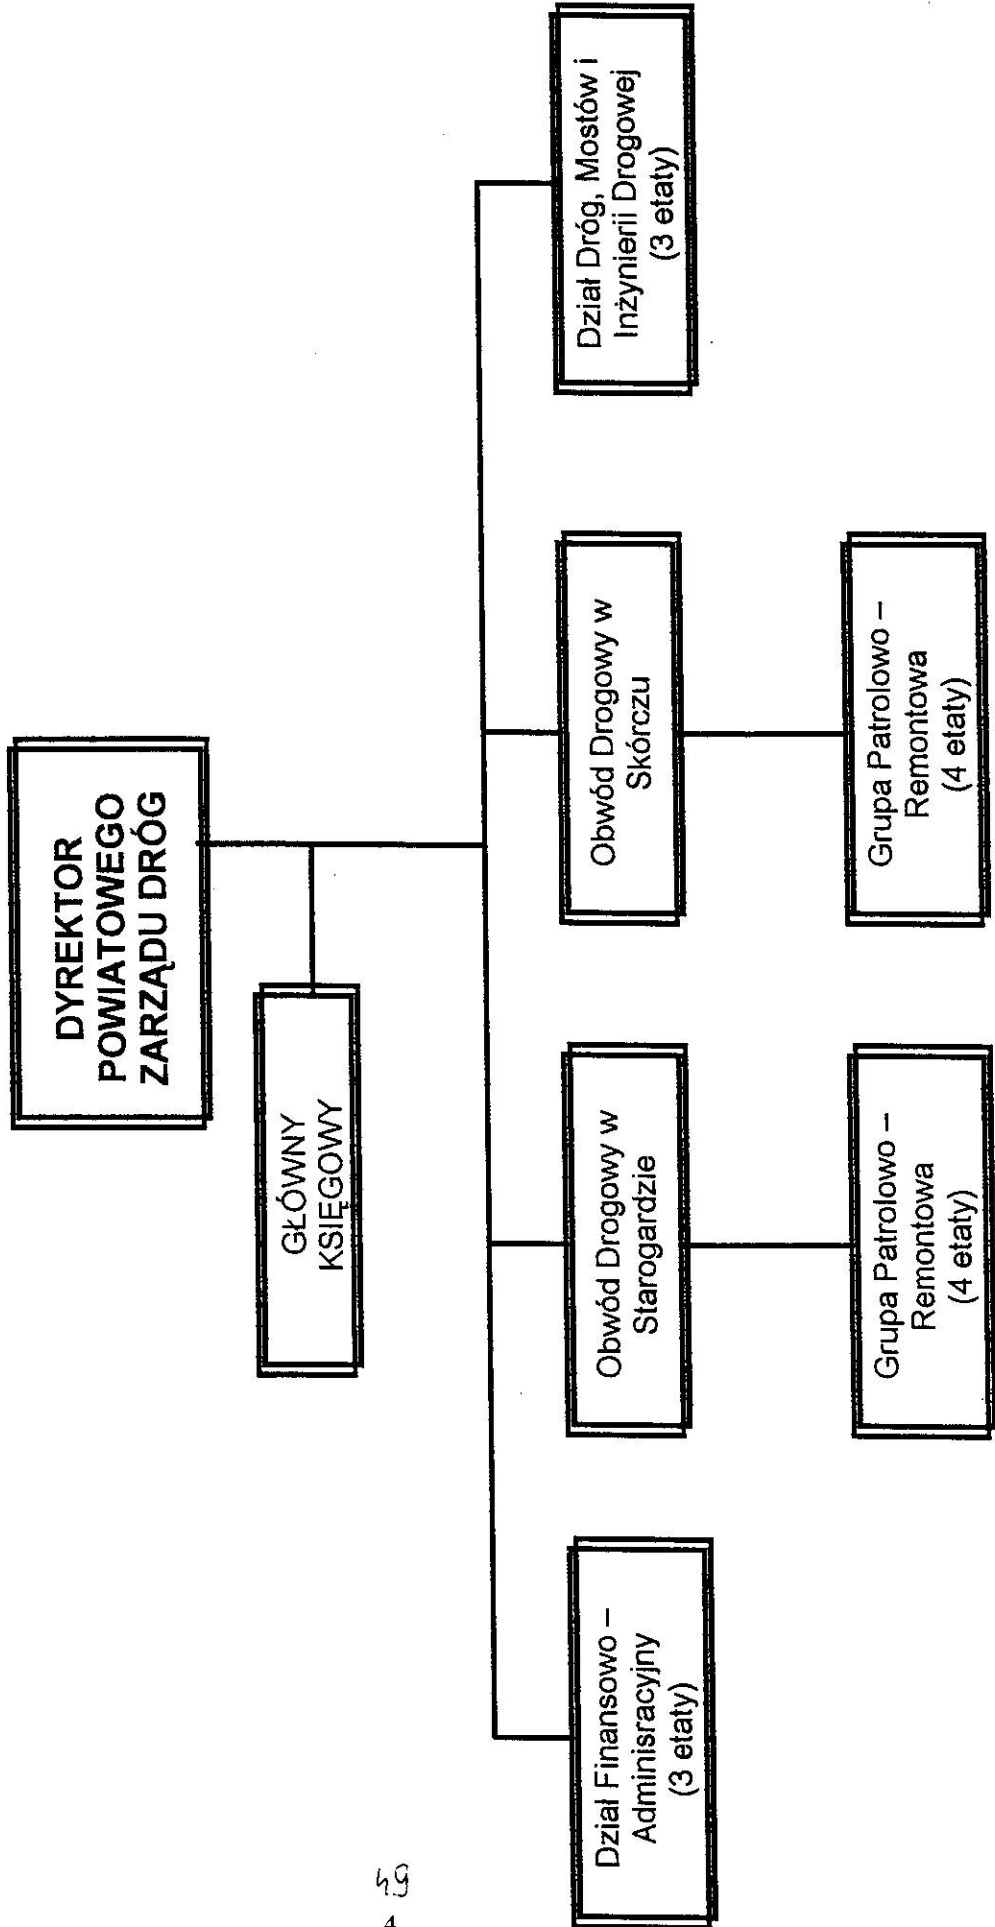 DYREKTOR
POWIATOWEGO
ZARZĄDU DRÓG
GŁÓWNY
KSIĘGOWY
Dział Finansowo –
Adminisracyjny
(3 etaty)
Obwód Drogowy w
Starogardzie
Obwód Drogowy w
Skórczu
Dział Dróg, Mostów i
Inżynierii Drogowej
(3 etaty)
Grupa Patrolowo –
Remontowa
(4 etaty)
Grupa Patrolowo –
Remontowa
(4 etaty)
4